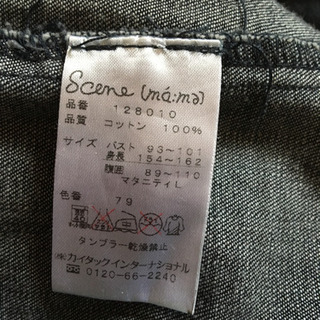 Scene [má:mə]
品番 128010
品質 コットン 100%
サイズ バスト 93～101
身長 154～162
腹囲 89～110
マタニティL
色番 79
タンブラー乾燥禁止
㈱カイタックインターナショナル
☎ 0120-66-2240